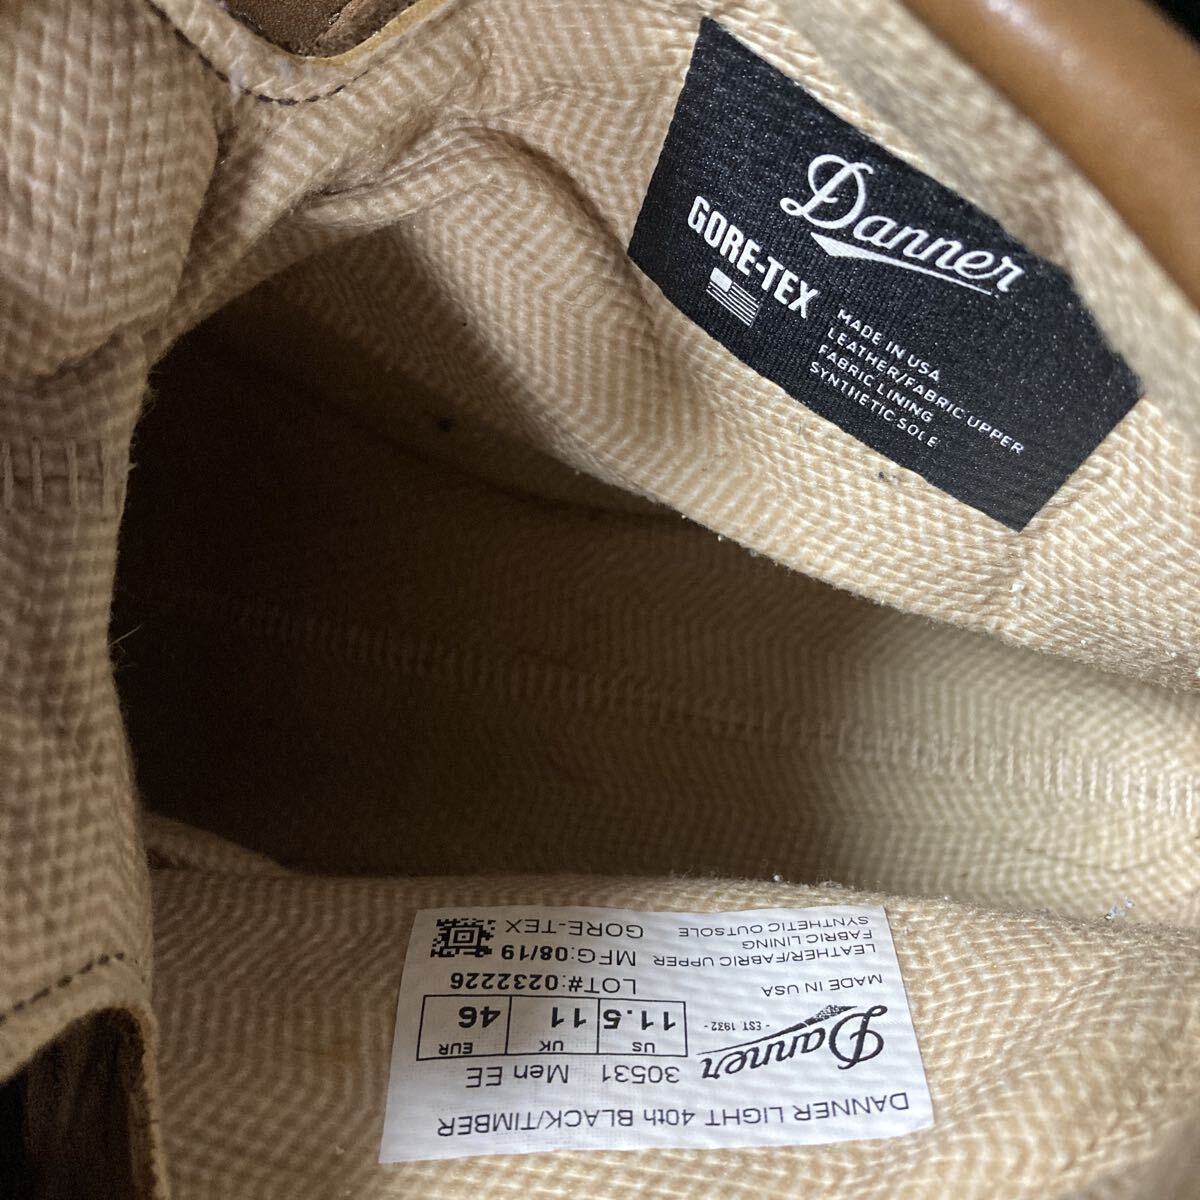 Danner
GORE-TEX
MADE IN USA
LEATHER/FABRIC UPPER
FABRIC LINING
SYNTHETIC SOLE
DANNER LIGHT 40th BLACK/TIMBER
Danner
- EST. 1932 -
30531 Men EE
US UK EUR
11.5 11 46
MADE IN USA
LOT#:0232226
LEATHER/FABRIC UPPER
MFG:08/19
FABRIC LINING
SYNTHETIC OUTSOLE
GORE-TEX